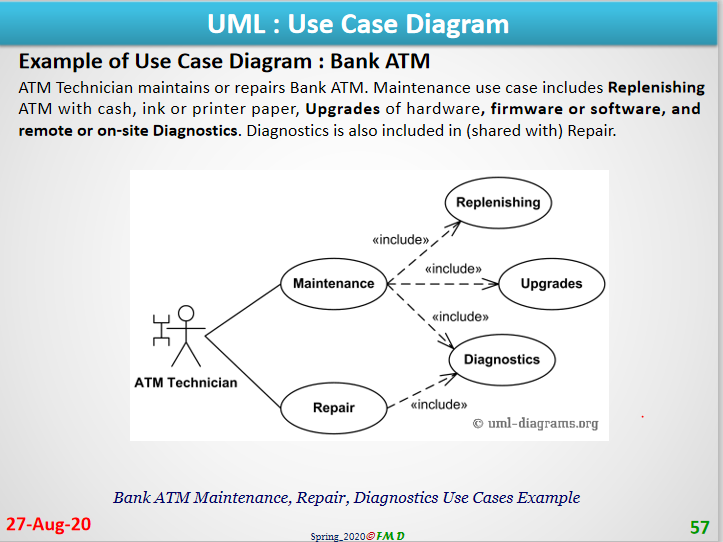 UML : Use Case Diagram
Example of Use Case Diagram : Bank ATM
ATM Technician maintains or repairs Bank ATM. Maintenance use case includes Replenishing
ATM with cash, ink or printer paper, Upgrades of hardware, firmware or software, and
remote or on-site Diagnostics. Diagnostics is also included in (shared with) Repair.
Replenishing
«include»
«include»
Maintenance
Upgrades
«include»
Diagnostics
ATM Technician
Repair
«include»
© uml-diagrams.org
Bank ATM Maintenance, Repair, Diagnostics Use Cases Example
27-Aug-20
Spring_2020@FMD
57